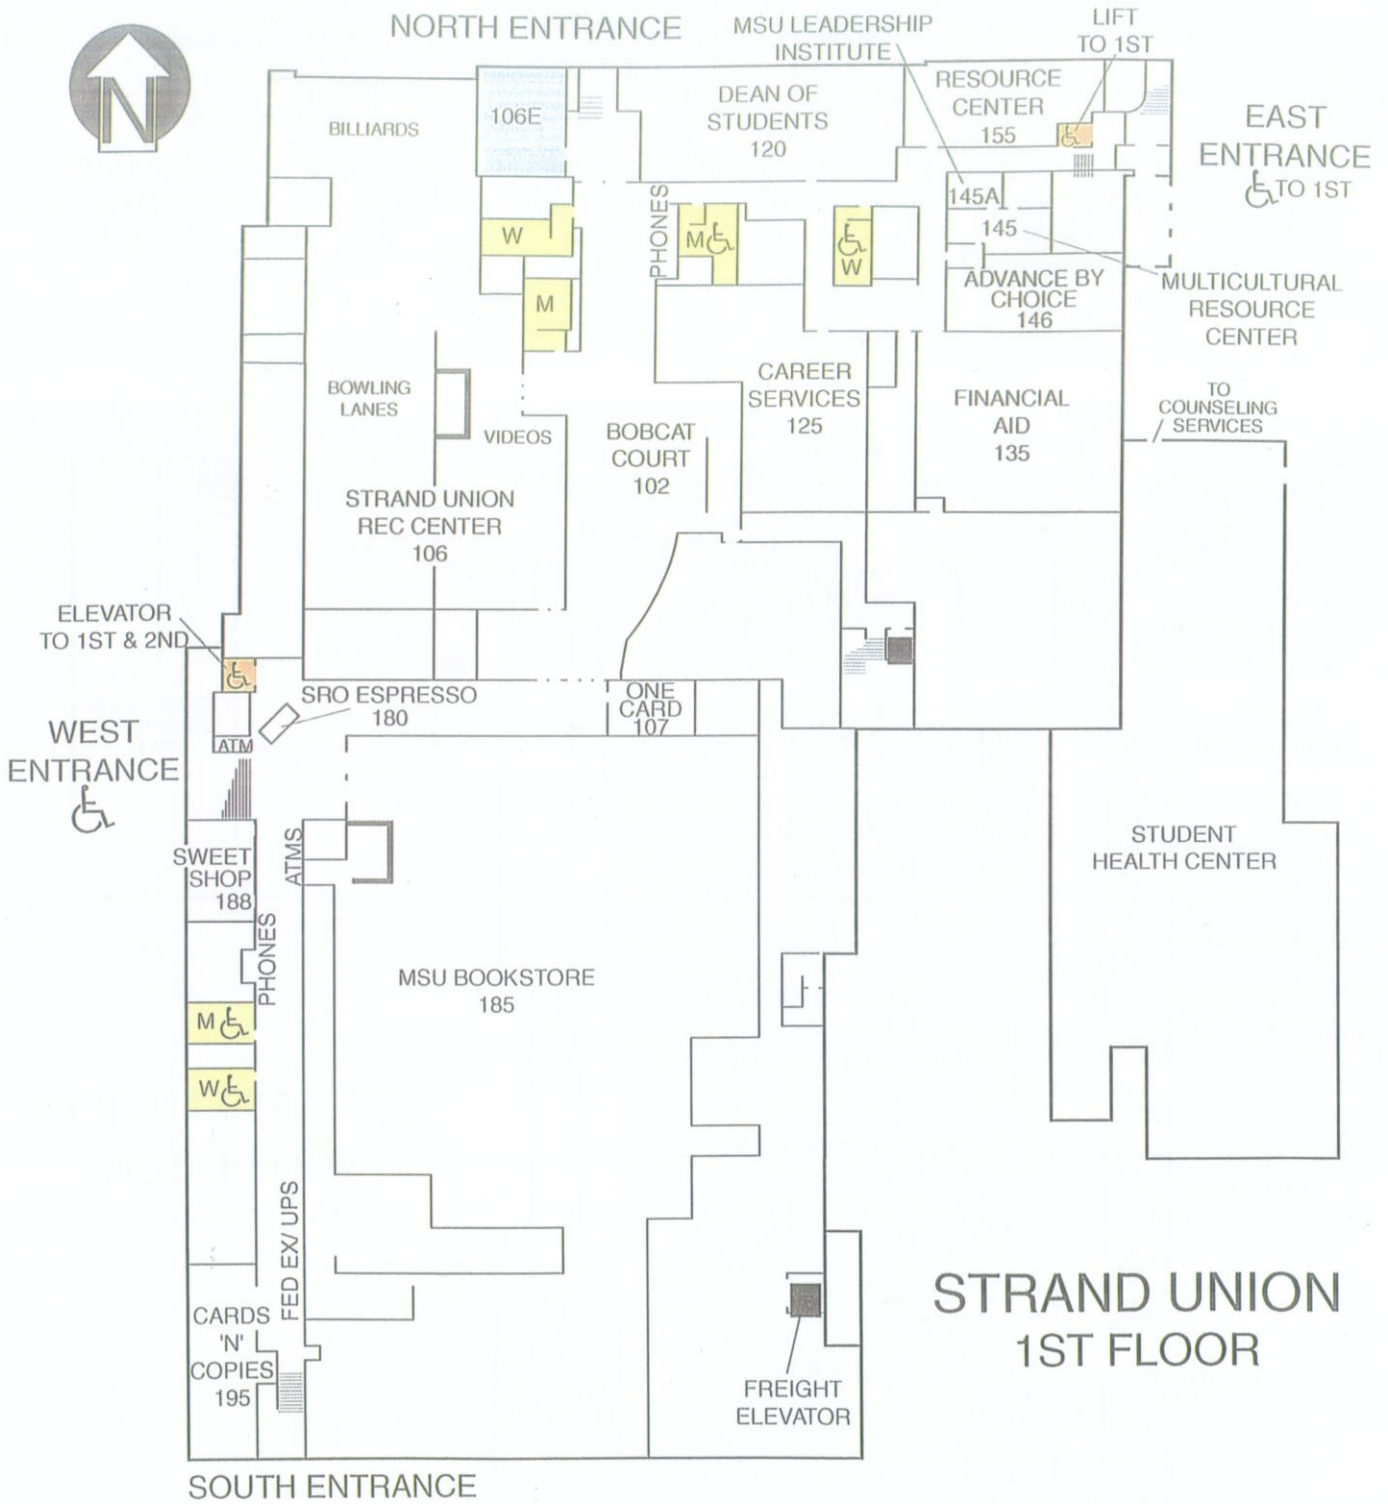 N
NORTH ENTRANCE
MSU LEADERSHIP
INSTITUTE
LIFT
TO 1ST
BILLIARDS
106E
DEAN OF
STUDENTS
120
RESOURCE
CENTER
155
EAST
ENTRANCE
TO 1ST
PHONES
145A
145
W
M
W
M
ADVANCE BY
CHOICE
146
MULTICULTURAL
RESOURCE
CENTER
BOWLING
LANES
VIDEOS
BOBCAT
COURT
102
CAREER
SERVICES
125
FINANCIAL
AID
135
TO
COUNSELING
SERVICES
STRAND UNION
REC CENTER
106
ELEVATOR
TO 1ST & 2ND
SRO ESPRESSO
180
ONE
CARD
107
WEST
ENTRANCE
ATM
SWEET
SHOP
188
ATMS
PHONES
STUDENT
HEALTH CENTER
MSU BOOKSTORE
185
M
W
FED EX/ UPS
CARDS
'N'
COPIES
195
FREIGHT
ELEVATOR
STRAND UNION
1ST FLOOR
SOUTH ENTRANCE